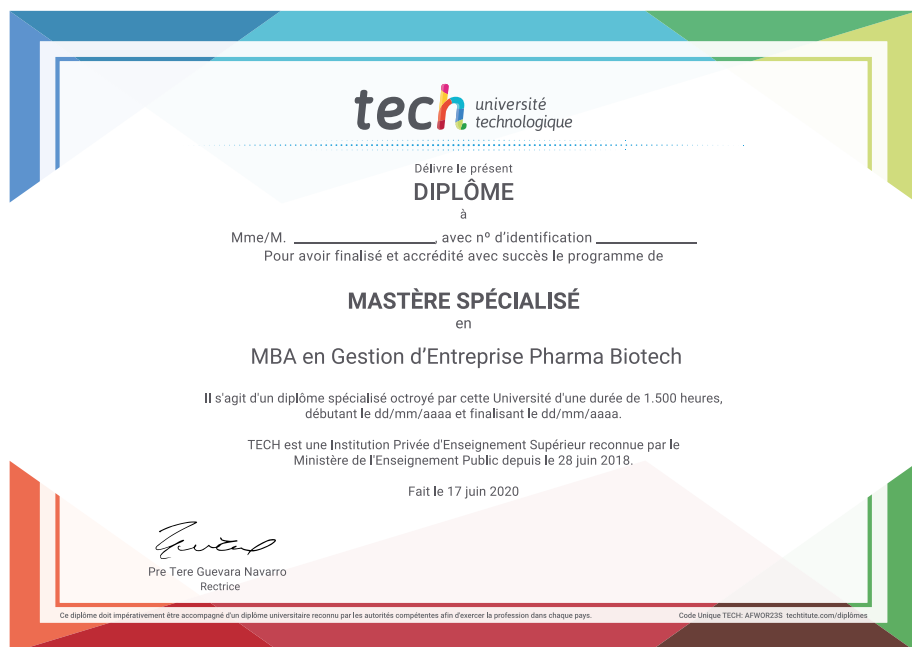 tech université
technologique
Délivre le présent
DIPLÔME
à
Mme/M. ____________, avec nº d'identification ____________
Pour avoir finalisé et accrédité avec succès le programme de
MASTÈRE SPÉCIALISÉ
en
MBA en Gestion d'Entreprise Pharma Biotech
Il s'agit d'un diplôme spécialisé octroyé par cette Université d'une durée de 1.500 heures,
débutant le dd/mm/aaaa et finalisant le dd/mm/aaaa.
TECH est une Institution Privée d'Enseignement Supérieur reconnue par le
Ministère de l'Enseignement Public depuis le 28 juin 2018.
Fait le 17 juin 2020
Pre Tere Guevara Navarro
Rectrice
Ce diplôme doit impérativement être accompagné d'un diplôme universitaire reconnu par les autorités compétentes afin d'exercer la profession dans chaque pays.
Code Unique TECH: AFWOR23S techtitute.com/diplômes